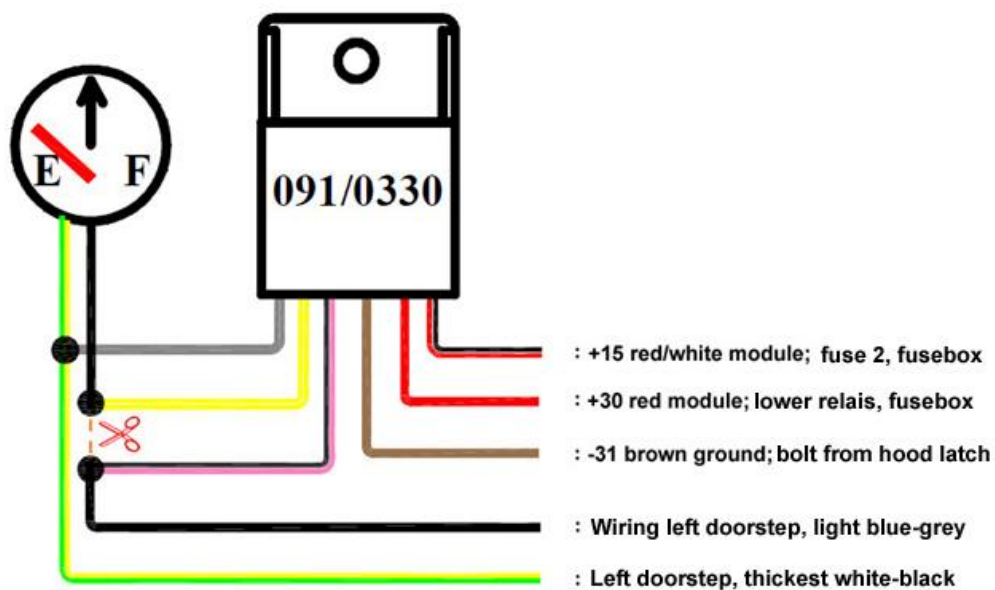 E F
091/0330
: +15 red/white module; fuse 2, fusebox
: +30 red module; lower relais, fusebox
: -31 brown ground; bolt from hood latch
: Wiring left doorstep, light blue-grey
: Left doorstep, thickest white-black